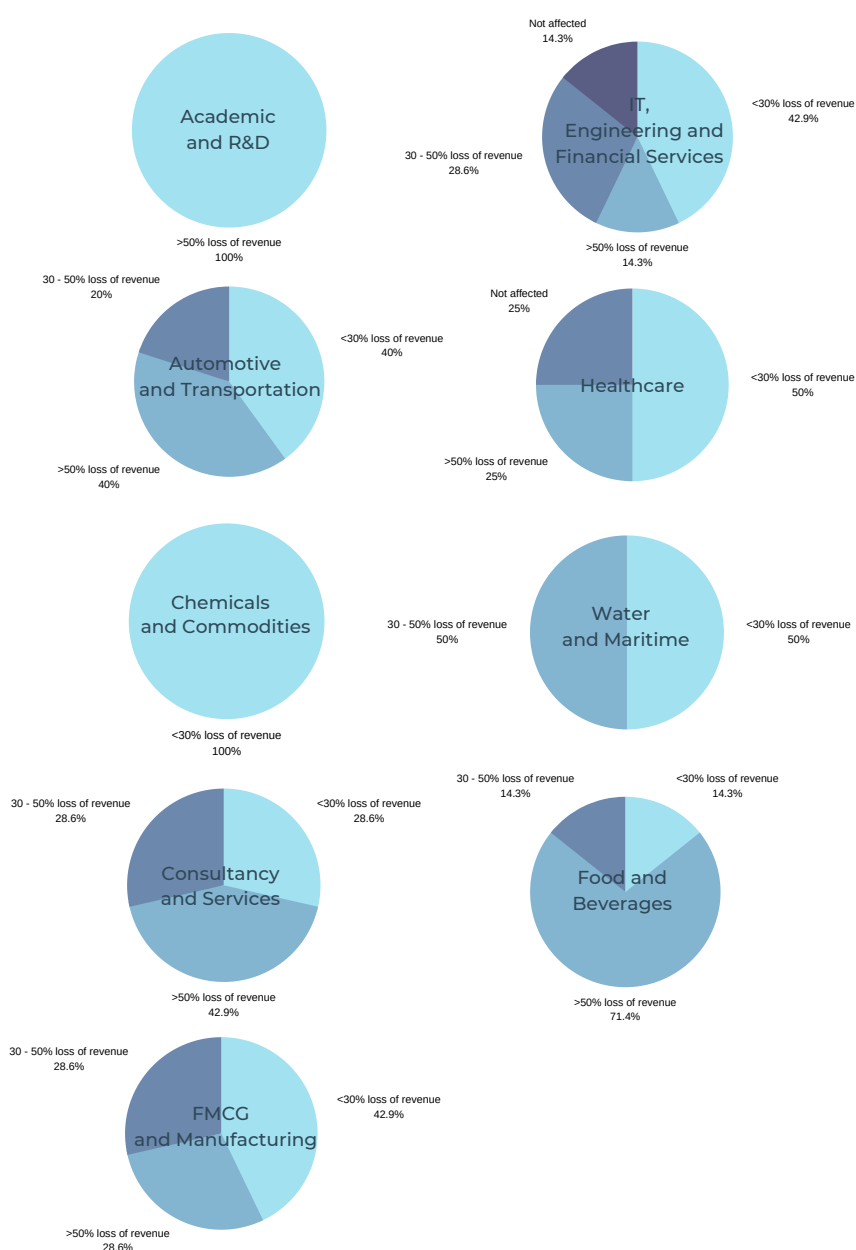 Academic
and R&D
>50% loss of revenue
100%
Not affected
14.3%
IT,
Engineering and
Financial Services
<30% loss of revenue
42.9%
30 - 50% loss of revenue
28.6%
>50% loss of revenue
14.3%
30 - 50% loss of revenue
20%
Automotive
and Transportation
<30% loss of revenue
40%
>50% loss of revenue
40%
Not affected
25%
Healthcare
<30% loss of revenue
50%
>50% loss of revenue
25%
Chemicals
and Commodities
<30% loss of revenue
100%
30 - 50% loss of revenue
50%
Water
and Maritime
<30% loss of revenue
50%
30 - 50% loss of revenue
28.6%
<30% loss of revenue
28.6%
Consultancy
and Services
>50% loss of revenue
42.9%
30 - 50% loss of revenue
14.3%
<30% loss of revenue
14.3%
Food and
Beverages
>50% loss of revenue
71.4%
30 - 50% loss of revenue
28.6%
FMCG
and Manufacturing
<30% loss of revenue
42.9%
>50% loss of revenue
28.6%